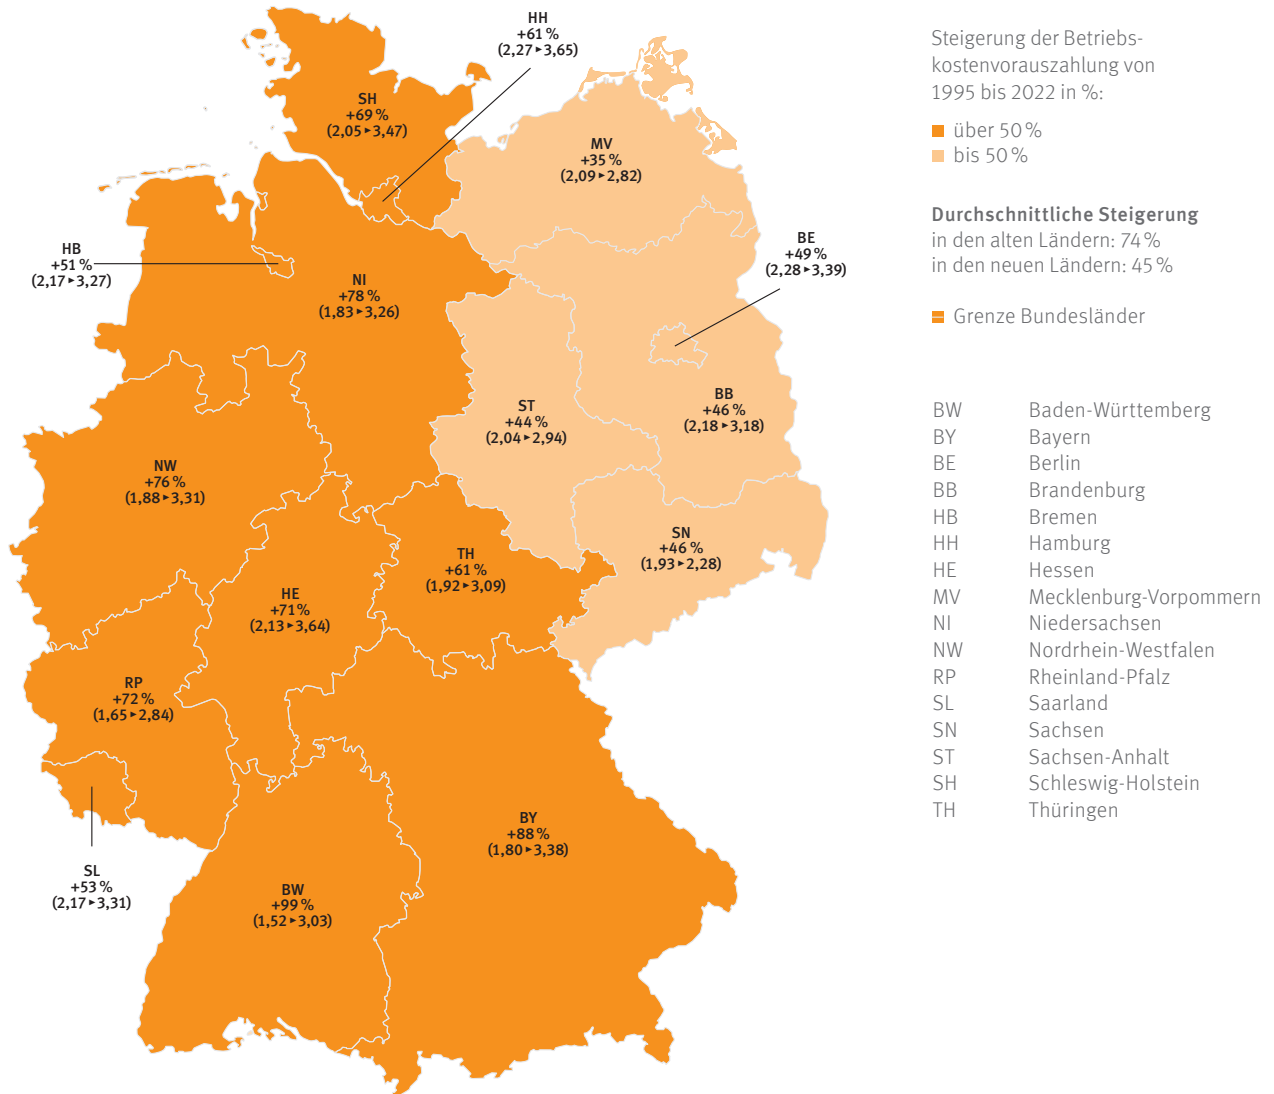 HH
+61 %
(2,27 ▸ 3,65)
SH
+69 %
(2,05 ▸ 3,47)
MV
+35 %
(2,09 ▸ 2,82)
HB
+51 %
(2,17 ▸ 3,27)
NI
+78 %
(1,83 ▸ 3,26)
BE
+49 %
(2,28 ▸ 3,39)
ST
+44 %
(2,04 ▸ 2,94)
BB
+46 %
(2,18 ▸ 3,18)
NW
+76 %
(1,88 ▸ 3,31)
SN
+46 %
(1,93 ▸ 2,28)
TH
+61 %
(1,92 ▸ 3,09)
HE
+71 %
(2,13 ▸ 3,64)
RP
+72 %
(1,65 ▸ 2,84)
SL
+53 %
(2,17 ▸ 3,31)
BW
+99 %
(1,52 ▸ 3,03)
BY
+88 %
(1,80 ▸ 3,38)
Steigerung der Betriebs-
kostenvorauszahlung von
1995 bis 2022 in %:
über 50 %
bis 50 %
Durchschnittliche Steigerung
in den alten Ländern: 74 %
in den neuen Ländern: 45 %
Grenze Bundesländer
BW Baden-Württemberg
BY Bayern
BE Berlin
BB Brandenburg
HB Bremen
HH Hamburg
HE Hessen
MV Mecklenburg-Vorpommern
NI Niedersachsen
NW Nordrhein-Westfalen
RP Rheinland-Pfalz
SL Saarland
SN Sachsen
ST Sachsen-Anhalt
SH Schleswig-Holstein
TH Thüringen